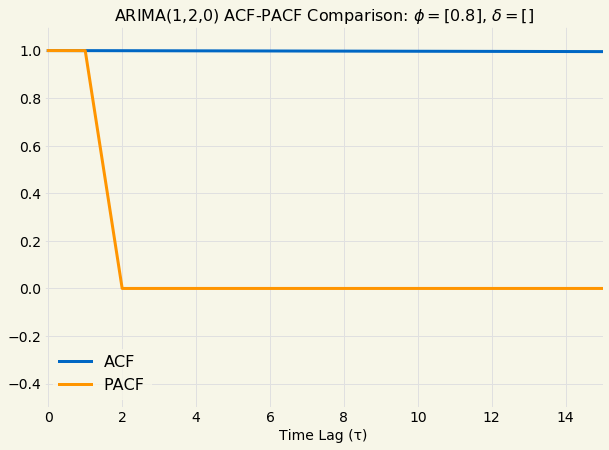 ARIMA(1,2,0) ACF-PACF Comparison: ϕ = [0.8], δ = []
1.0
0.8
0.6
0.4
0.2
0.0
−0.2
−0.4
ACF
PACF
0 2 4 6 8 10 12 14
Time Lag (τ)